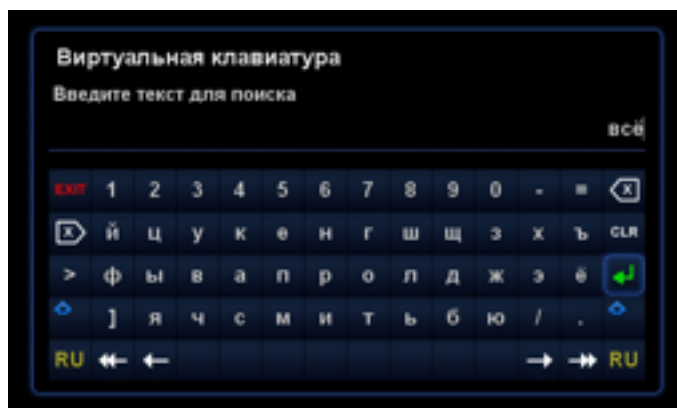 Виртуальная клавиатура
Введите текст для поиска
всё
EXIT 1 2 3 4 5 6 7 8 9 0 - = x
x й ц у к е н г ш щ з х ъ CLR
> ф ы в а п р о л д ж э ё
] я ч с м и т ь б ю / .
RU RU